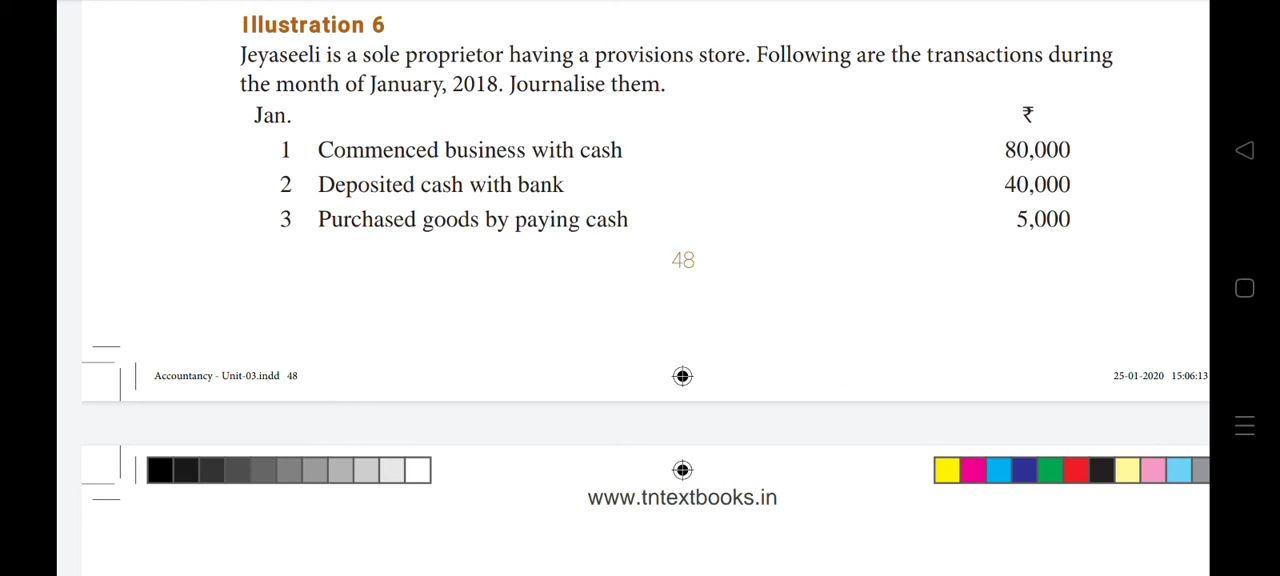 Illustration 6
Jeyaseeli is a sole proprietor having a provisions store. Following are the transactions during
the month of January, 2018. Journalise them.
Jan. ₹
1 Commenced business with cash 80,000
2 Deposited cash with bank 40,000
3 Purchased goods by paying cash 5,000
48
Accountancy - Unit-03.indd 48 25-01-2020 15:06:13
www.tntextbooks.in